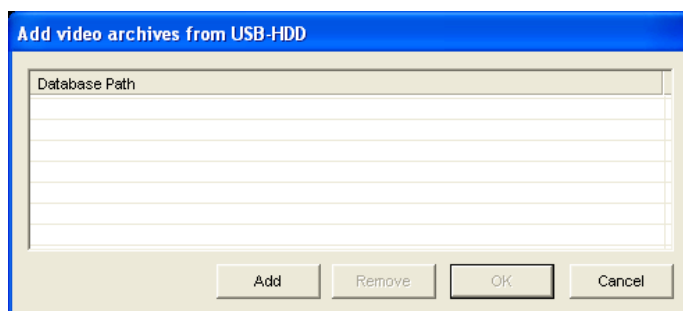 Add video archives from USB-HDD
Database Path
Add Remove OK Cancel